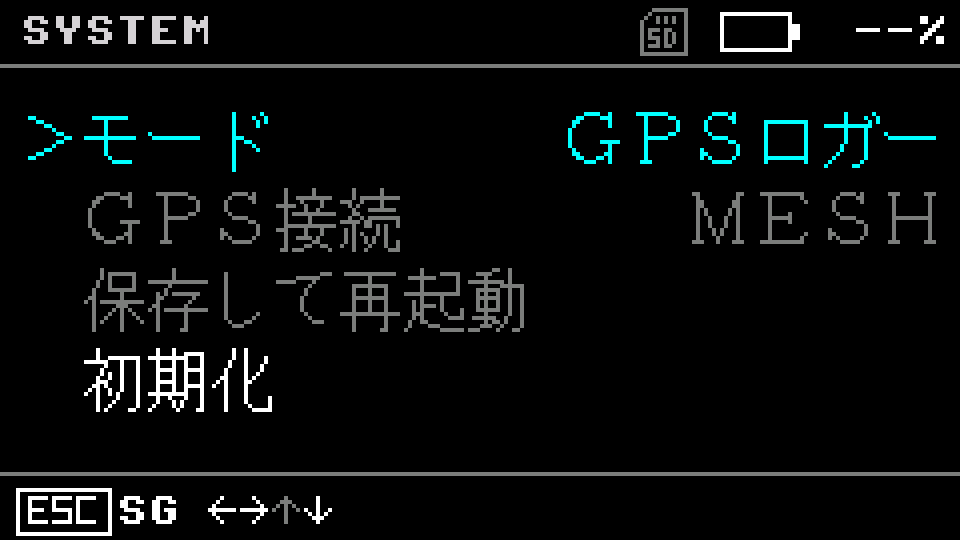 SYSTEM SD --%
>モード GPSロガー
GPS接続 MESH
保存して再起動
初期化
ESC SG ←→↑↓